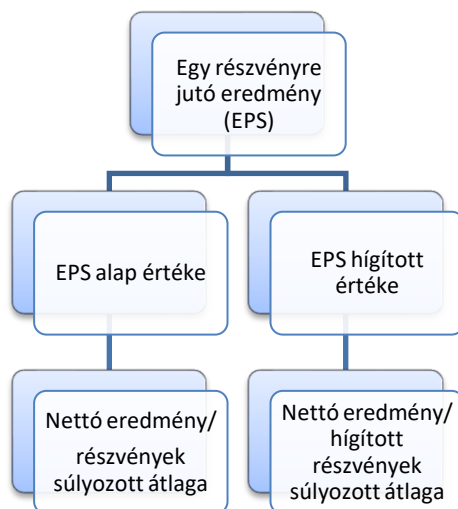 Egy részvényre
jutó eredmény
(EPS)
EPS alap értéke
EPS hígított
értéke
Nettó eredmény/
részvények
súlyozott átlaga
Nettó eredmény/
hígított
részvények
súlyozott átlaga